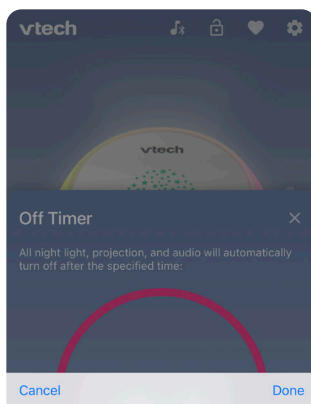 vtech
vtech
Off Timer
All night light, projection, and audio will automatically
turn off after the specified time:
Cancel
Done